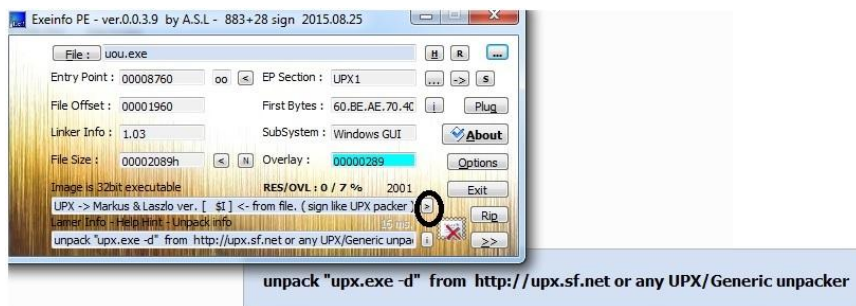 Exeinfo PE - ver.0.0.3.9 by A.S.L - 883+28 sign 2015.08.25
File : uou.exe H R ...
Entry Point : 00008760 oo < EP Section : UPX1 ... -> S
File Offset : 00001960 First Bytes : 60.BE.AE.70.4C i Plug
Linker Info : 1.03 SubSystem : Windows GUI About
File Size : 00002089h < N Overlay : 00000289 Options
Image is 32bit executable RES/OVL : 0 / 7 % 2001 Exit
UPX -> Markus & Laszlo ver. [ $I ] <- from file. ( sign like UPX packer ) >
Lamer Info - Help Hint - Unpack info Rip
unpack "upx.exe -d" from http://upx.sf.net or any UPX/Generic unpa i >>
unpack "upx.exe -d" from http://upx.sf.net or any UPX/Generic unpacker